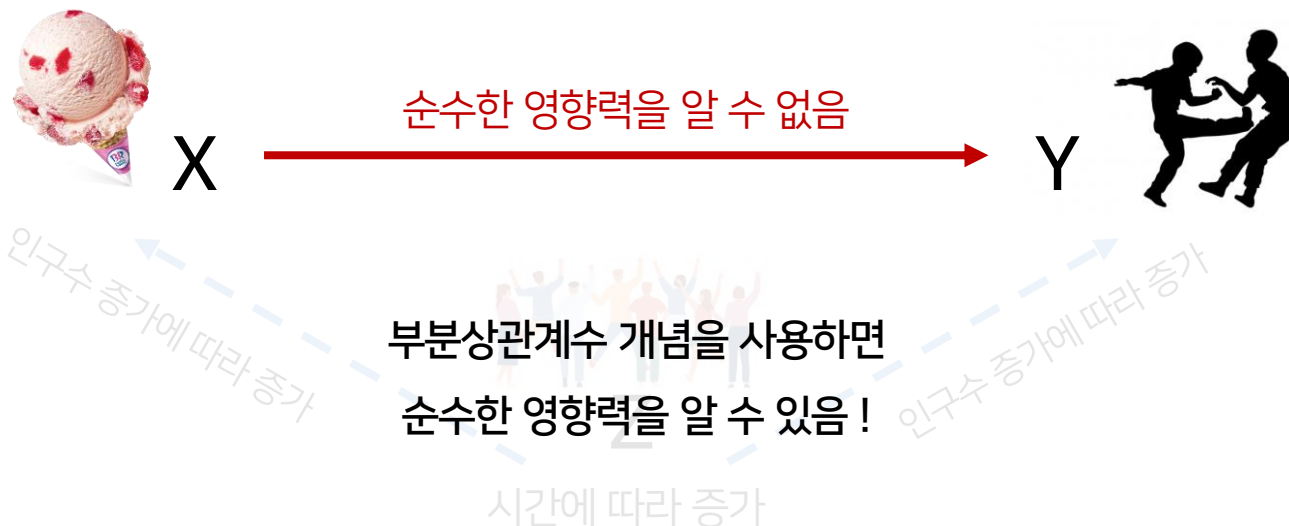 순수한 영향력을 알 수 없음
X
Y
인구수 증가에 따라 증가
인구수 증가에 따라 증가
부분상관계수 개념을 사용하면
순수한 영향력을 알 수 있음 !
Z
시간에 따라 증가